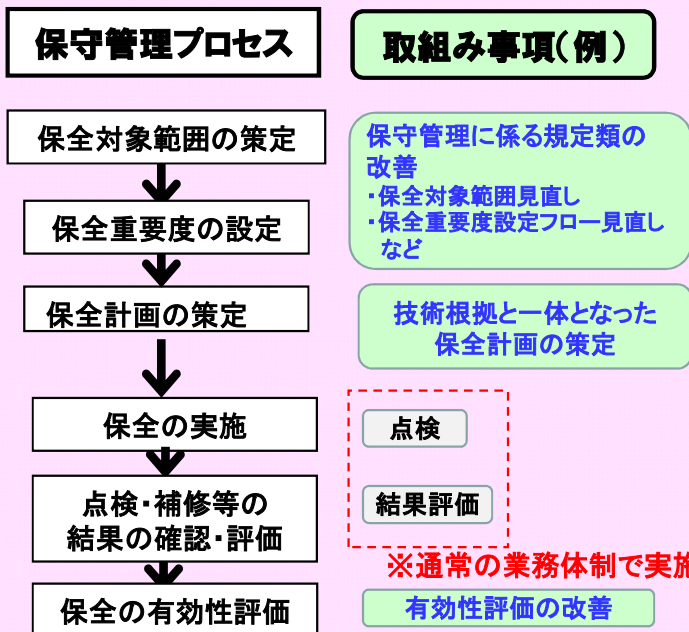 保守管理プロセス
取組み事項(例)
保全対象範囲の策定
保全重要度の設定
保全計画の策定
保全の実施
点検・補修等の
結果の確認・評価
保全の有効性評価
保守管理に係る規定類の
改善
・保全対象範囲見直し
・保全重要度設定フロー見直し
など
技術根拠と一体となった
保全計画の策定
点検
結果評価
※通常の業務体制で実施
有効性評価の改善